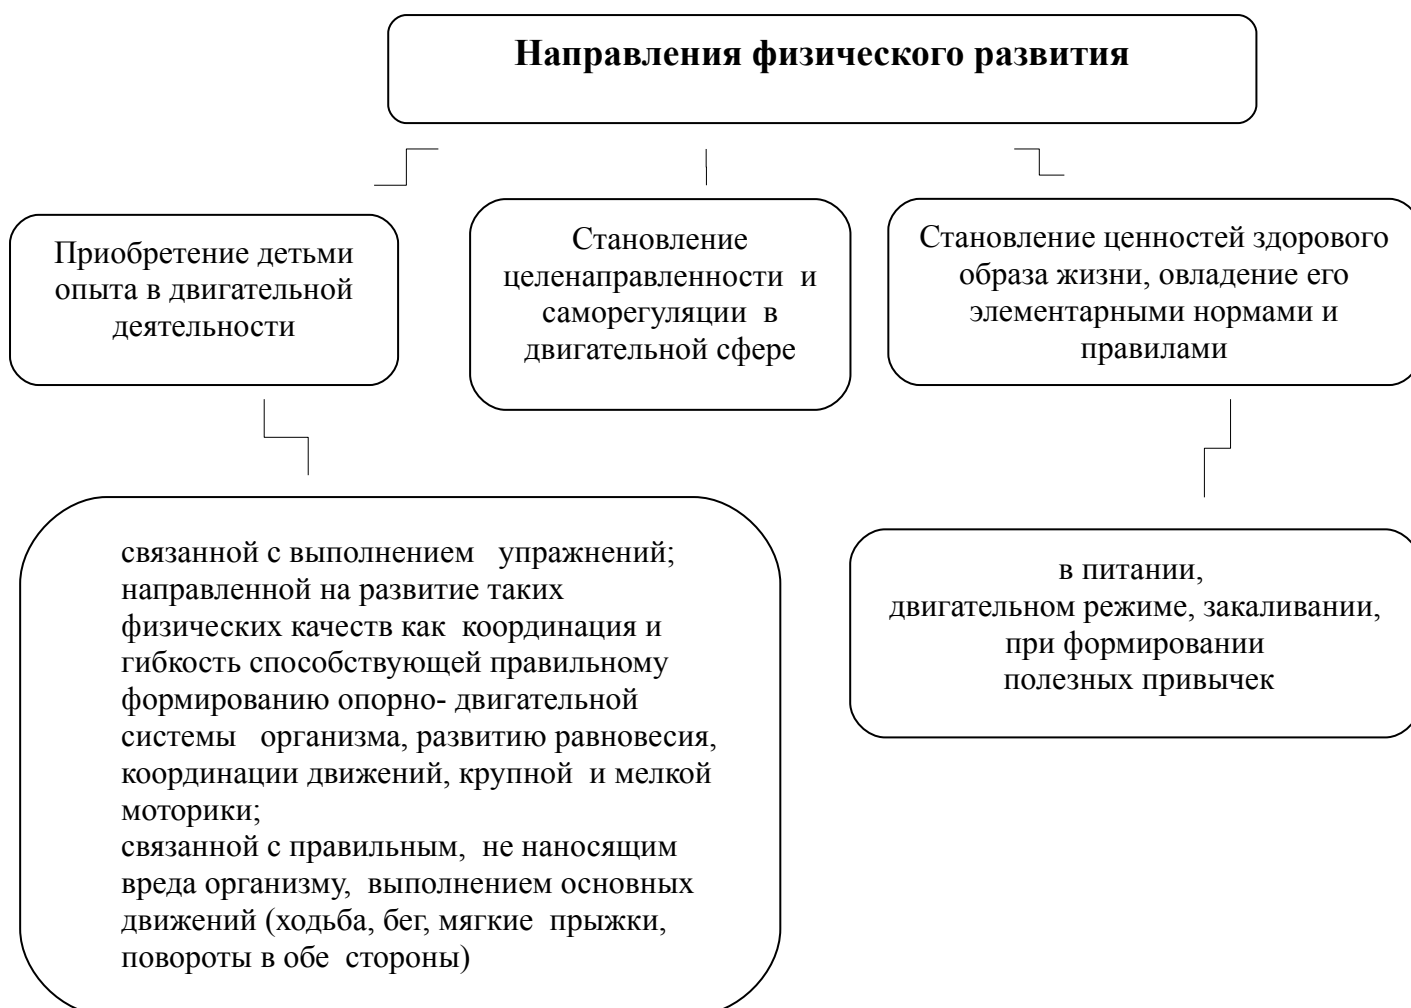 Направления физического развития
Приобретение детьми
опыта в двигательной
деятельности
Становление
целенаправленности и
саморегуляции в
двигательной сфере
Становление ценностей здорового
образа жизни, овладение его
элементарными нормами и
правилами
связанной с выполнением упражнений;
направленной на развитие таких
физических качеств как координация и
гибкость способствующей правильному
формированию опорно- двигательной
системы организма, развитию равновесия,
координации движений, крупной и мелкой
моторики;
связанной с правильным, не наносящим
вреда организму, выполнением основных
движений (ходьба, бег, мягкие прыжки,
повороты в обе стороны)
в питании,
двигательном режиме, закаливании,
при формировании
полезных привычек